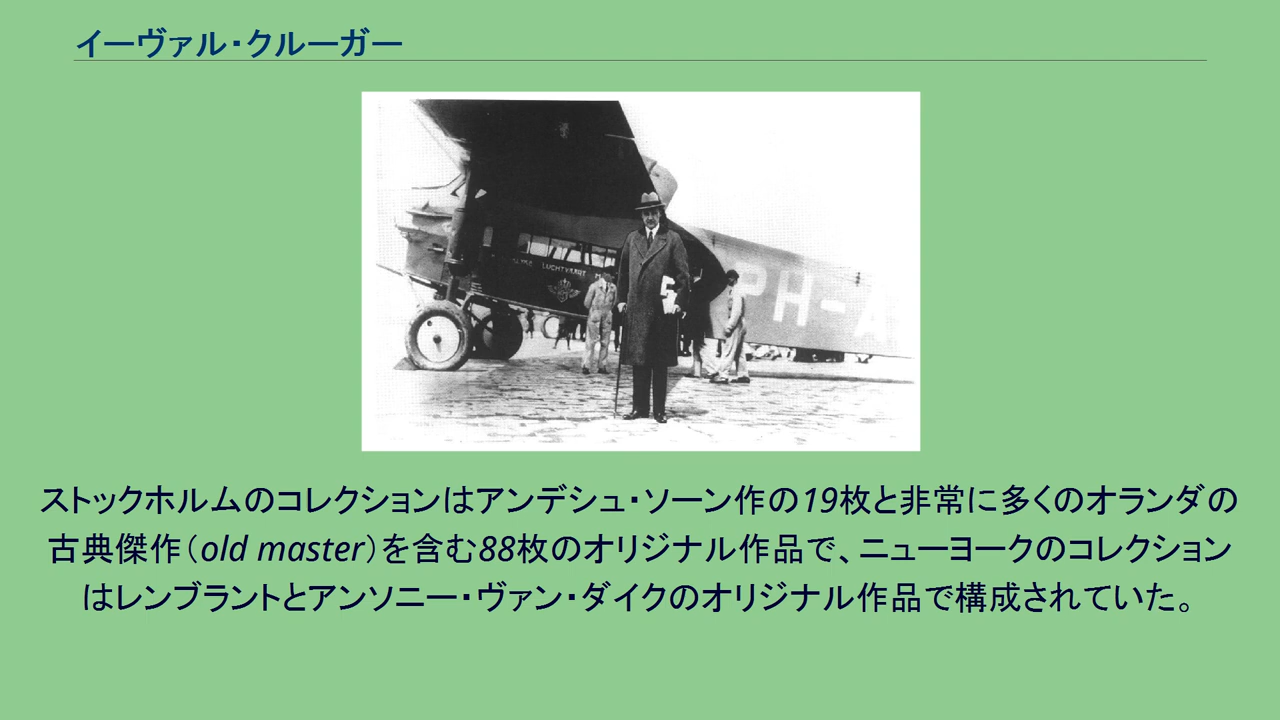 イーヴァル・クルーガー
LUCHTVAART
PH-A
ストックホルムのコレクションはアンデシュ・ソーン作の19枚と非常に多くのオランダの
古典傑作（old master）を含む88枚のオリジナル作品で、ニューヨークのコレクション
はレンブラントとアンソニー・ヴァン・ダイクのオリジナル作品で構成されていた。